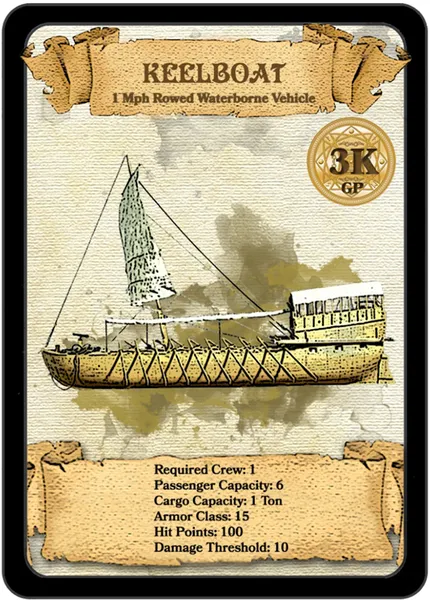 KEELBOAT
1 Mph Rowed Waterborne Vehicle
3K
GP
Required Crew: 1
Passenger Capacity: 6
Cargo Capacity: 1 Ton
Armor Class: 15
Hit Points: 100
Damage Threshold: 10